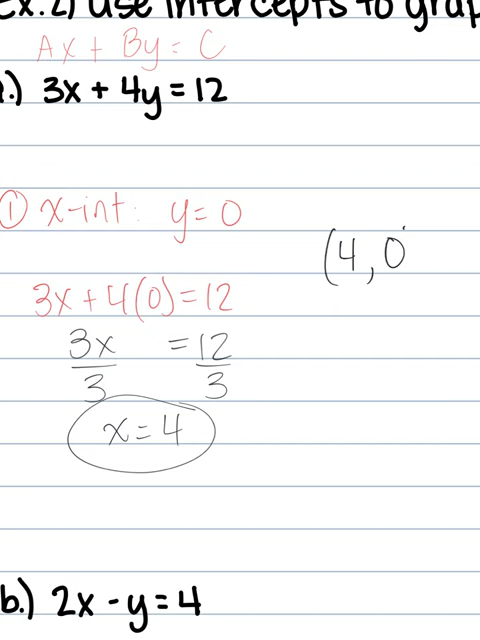 Ex. 2) Use intercepts to grap
Ax + By = C
a.) 3x + 4y = 12
① x-int: y = 0
(4, 0
3x + 4(0) = 12
3x/3 = 12/3
x = 4
b.) 2x - y = 4